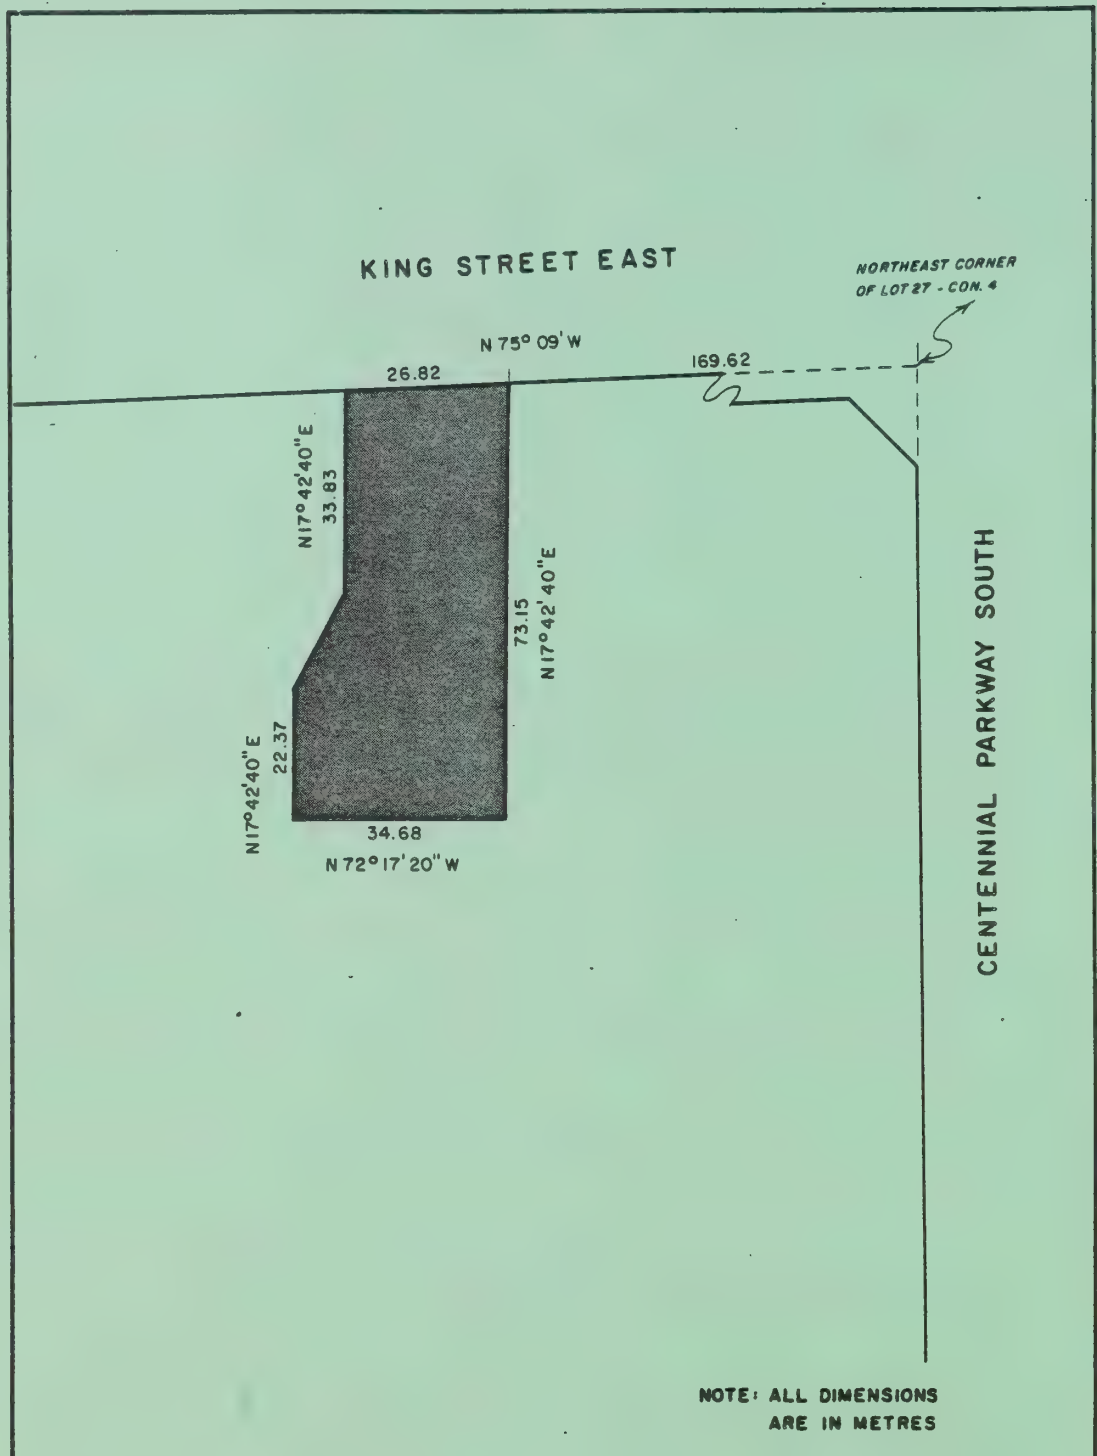 KING STREET EAST
NORTHEAST CORNER
OF LOT 27 - CON. 4
N 75° 09' W
26.82
169.62
N17°42'40" E
33.83
73.15
N17°42'40" E
N17°42'40" E
22.37
34.68
N 72° 17' 20" W
CENTENNIAL PARKWAY SOUTH
NOTE: ALL DIMENSIONS
ARE IN METRES